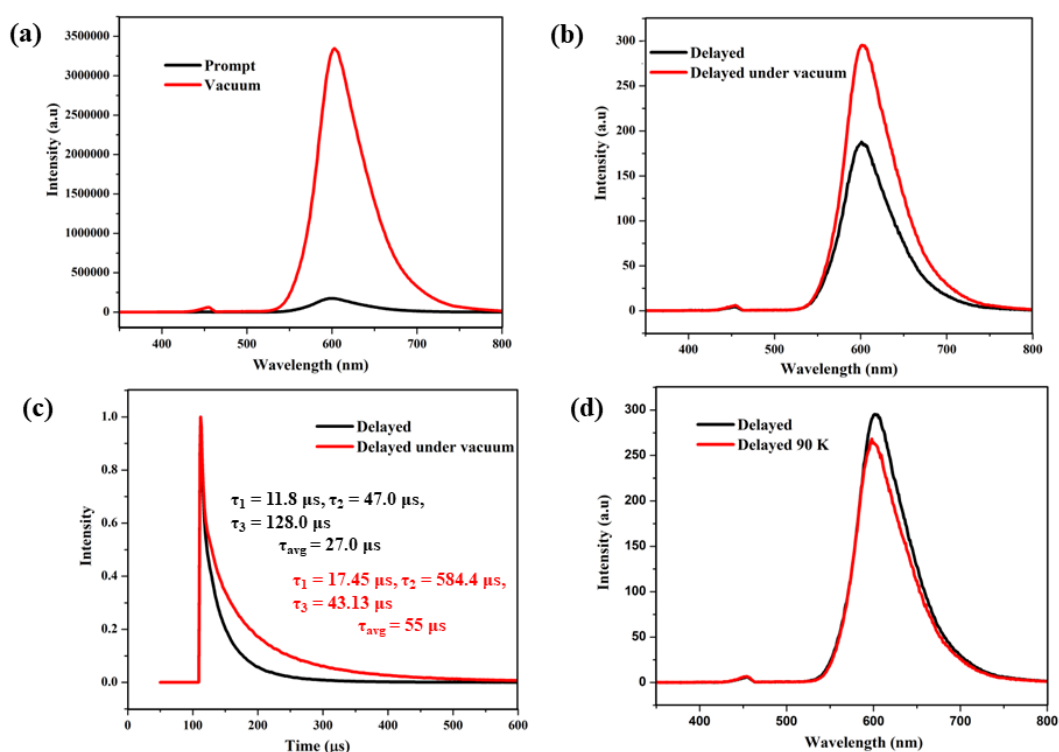 (a)
3500000
3000000
2500000
2000000
1500000
1000000
500000
0
Intensity (a.u)
Prompt
Vacuum
400 500 600 700 800
Wavelength (nm)
(b)
300
250
200
150
100
50
0
Intensity (a.u)
Delayed
Delayed under vacuum
400 500 600 700 800
Wavelength (nm)
(c)
1.0
0.8
0.6
0.4
0.2
0.0
Intensity
Delayed
Delayed under vacuum
τ1 = 11.8 μs, τ2 = 47.0 μs,
τ3 = 128.0 μs
τavg = 27.0 μs
τ1 = 17.45 μs, τ2 = 584.4 μs,
τ3 = 43.13 μs
τavg = 55 μs
0 100 200 300 400 500 600
Time (μs)
(d)
300
250
200
150
100
50
0
Intensity (a.u)
Delayed
Delayed 90 K
400 500 600 700 800
Wavelength (nm)